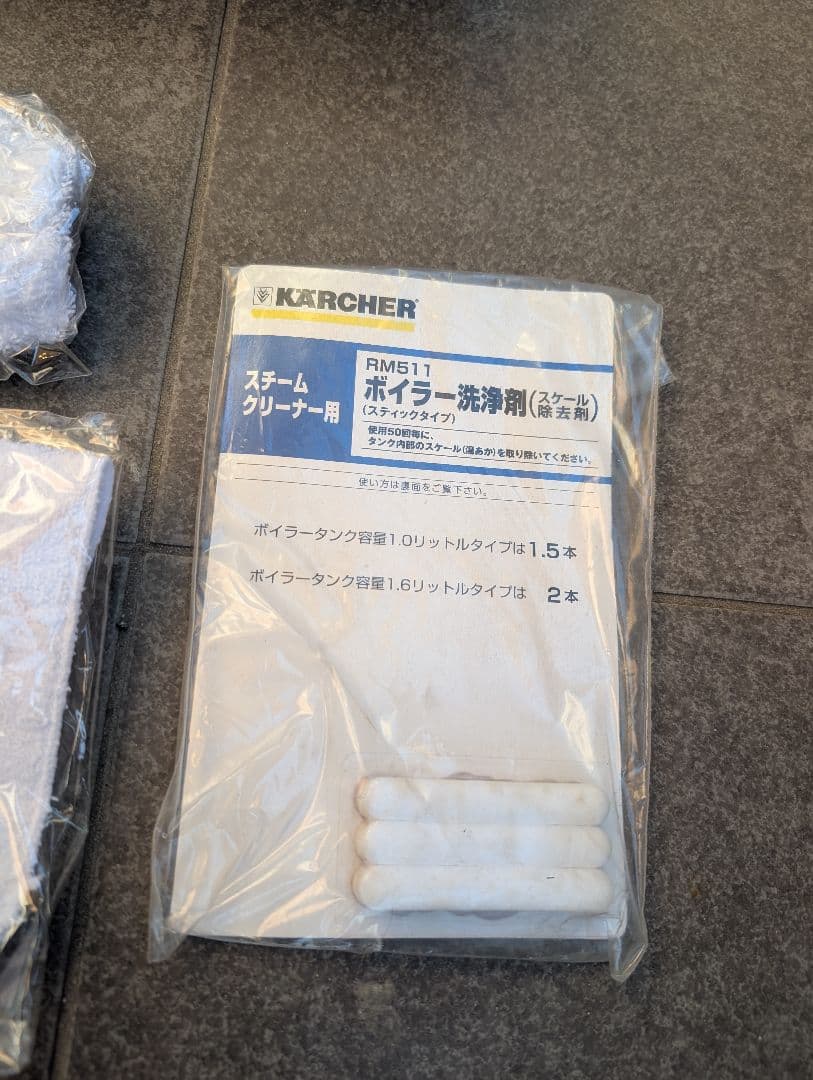 KÄRCHER
スチーム
クリーナー用
RM511
ボイラー洗浄剤(スケール除去剤)
(スティックタイプ)
使用50回毎に、
タンク内部のスケール(湯あか)を取り除いてください。
使い方は裏面をご覧下さい。
ボイラータンク容量1.0リットルタイプは1.5本
ボイラータンク容量1.6リットルタイプは 2本